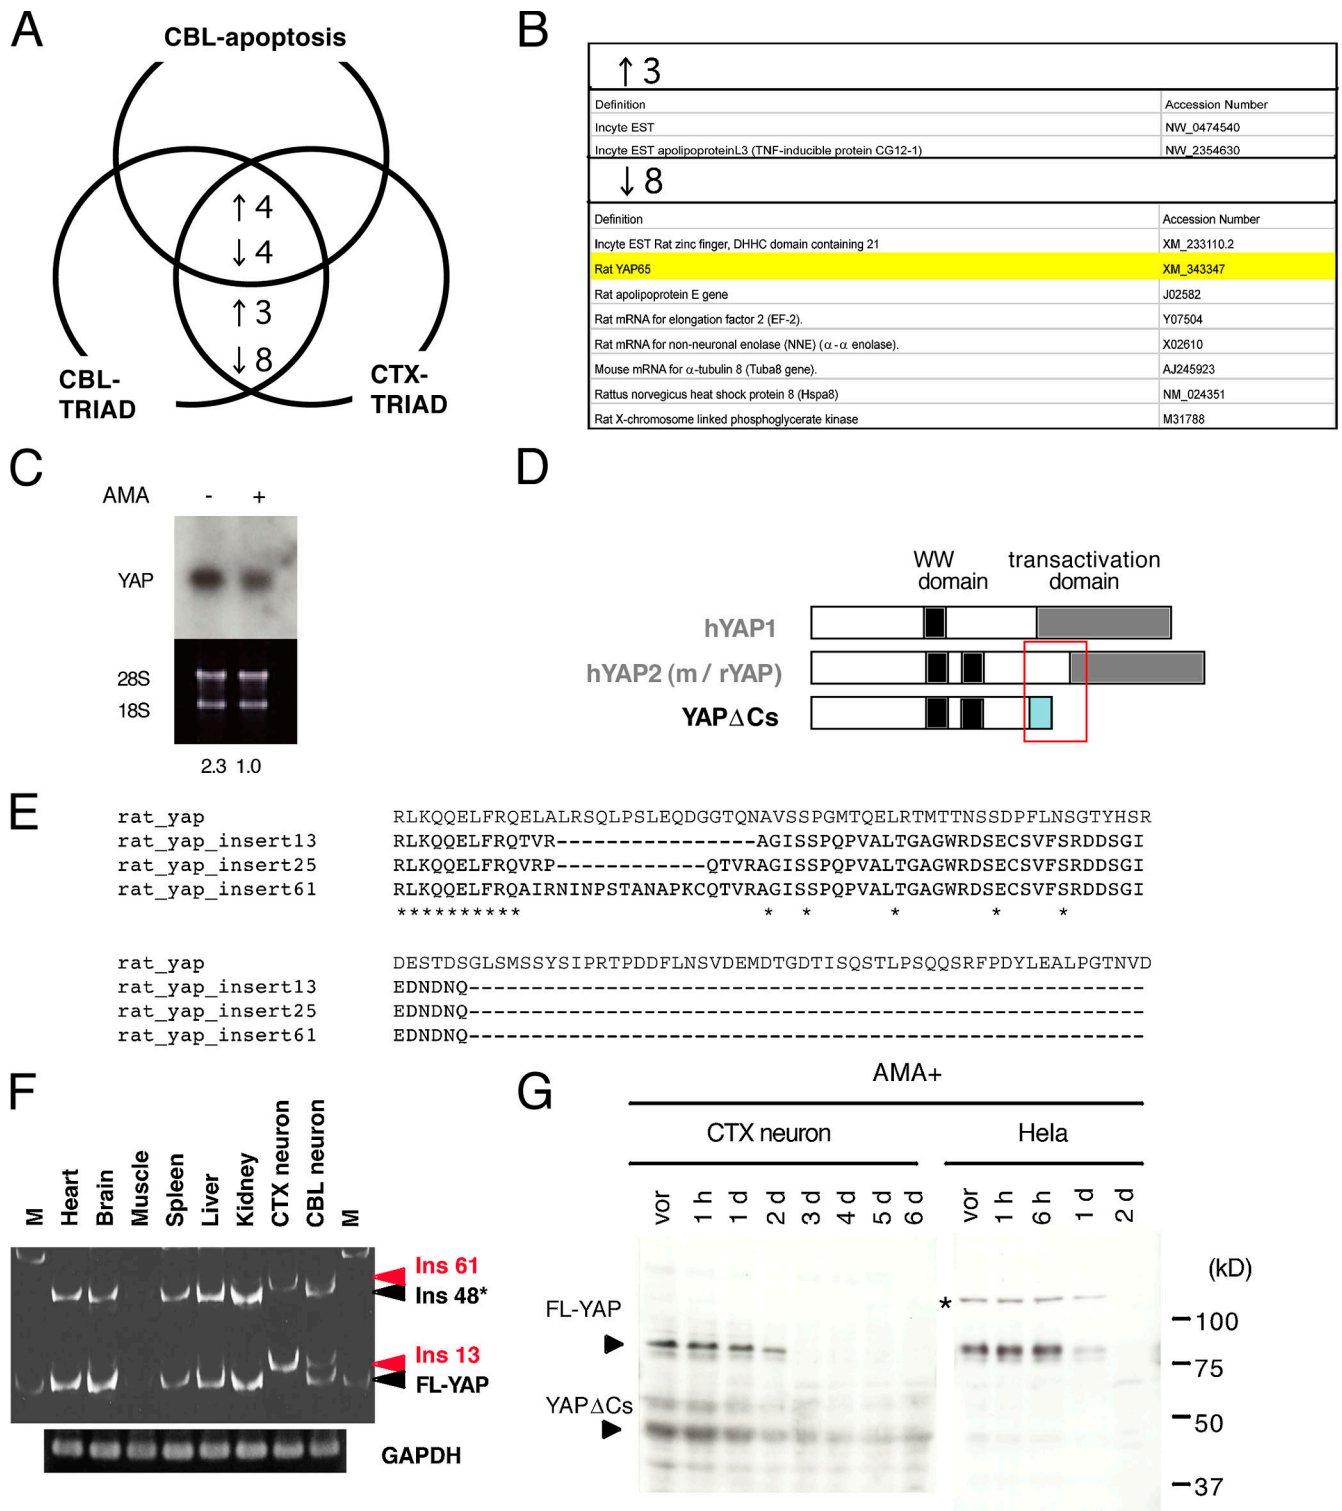 A
CBL-apoptosis
↑ 4
↓ 4
↑ 3
↓ 8
CBL-
TRIAD
CTX-
TRIAD
B
↑ 3
Definition Accession Number
Incyte EST NW_0474540
Incyte EST apolipoproteinL3 (TNF-inducible protein CG12-1) NW_2354630
↓ 8
Definition Accession Number
Incyte EST Rat zinc finger, DHHC domain containing 21 XM_233110.2
Rat YAP65 XM_343347
Rat apolipoprotein E gene J02582
Rat mRNA for elongation factor 2 (EF-2). Y07504
Rat mRNA for non-neuronal enolase (NNE) (α-α enolase). X02610
Mouse mRNA for α-tubulin 8 (Tuba8 gene). AJ245923
Rattus norvegicus heat shock protein 8 (Hspa8) NM_024351
Rat X-chromosome linked phosphoglycerate kinase M31788
C
AMA - +
YAP
28S
18S
2.3 1.0
D
WW domain
transactivation domain
hYAP1
hYAP2 (m / rYAP)
YAPΔCs
E
rat_yap RLKQQELFRQELALRSQLPSLEQDGGTQNAVSSPGMTQELRTMTTNSSDPFLNSGTYHSR
rat_yap_insert13 RLKQQELFRQTVR----------------AGISSPQPVALTGAGWRDSECSVFSRDDSGI
rat_yap_insert25 RLKQQELFRQTVRP------------QTVRAGISSPQPVALTGAGWRDSECSVFSRDDSGI
rat_yap_insert61 RLKQQELFRQAIRNINPSTANAPKCQTVRAGISSPQPVALTGAGWRDSECSVFSRDDSGI
********** * * * * *
rat_yap DESTDSGLSMSSYSIPRTPDDFLNSVDEMDTGDTISQSTLPSQQSRFPDYLEALPGTNVD
rat_yap_insert13 EDNDNQ------------------------------------------------------
rat_yap_insert25 EDNDNQ------------------------------------------------------
rat_yap_insert61 EDNDNQ------------------------------------------------------
F
M Heart Brain Muscle Spleen Liver Kidney CTX neuron CBL neuron M
Ins 61
Ins 48*
Ins 13
FL-YAP
GAPDH
G
AMA+
CTX neuron Hela
vor 1 h 1 d 2 d 3 d 4 d 5 d 6 d vor 1 h 6 h 1 d 2 d
(kD)
FL-YAP
*
100
75
YAPΔCs
50
37